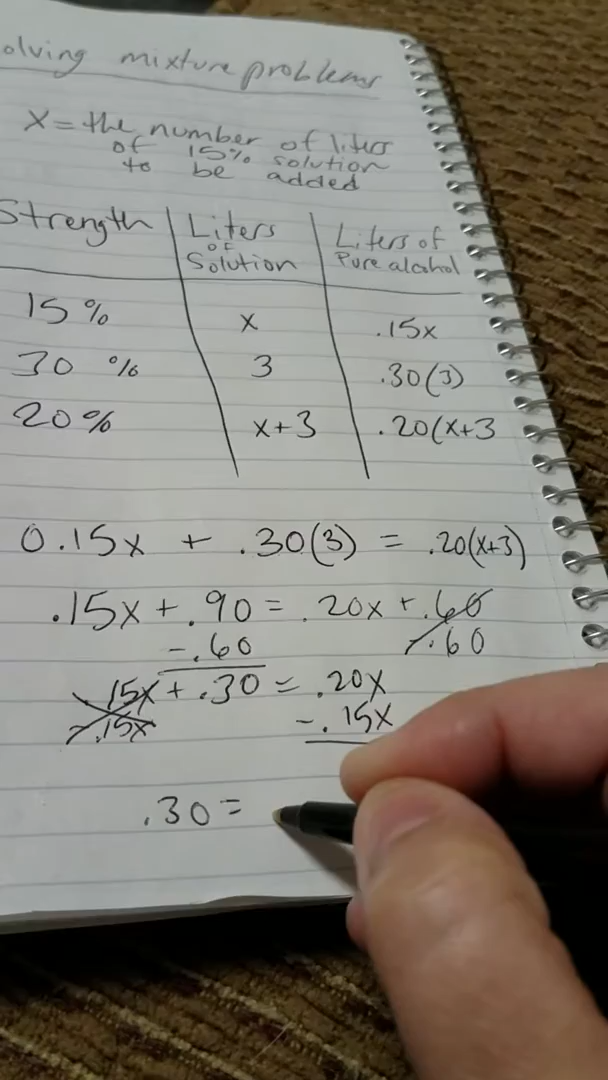 olving mixture problems
X = the number of liters
of 15% solution
to be added
Strength Liters of Solution Liters of Pure alcahol
15% x .15x
30% 3 .30(3)
20% x+3 .20(x+3
0.15x + .30(3) = .20(x+3)
.15x + .90 = .20x + .60
-.60 -.60
.15x + .30 = .20x
-.15x -.15x
.30 =